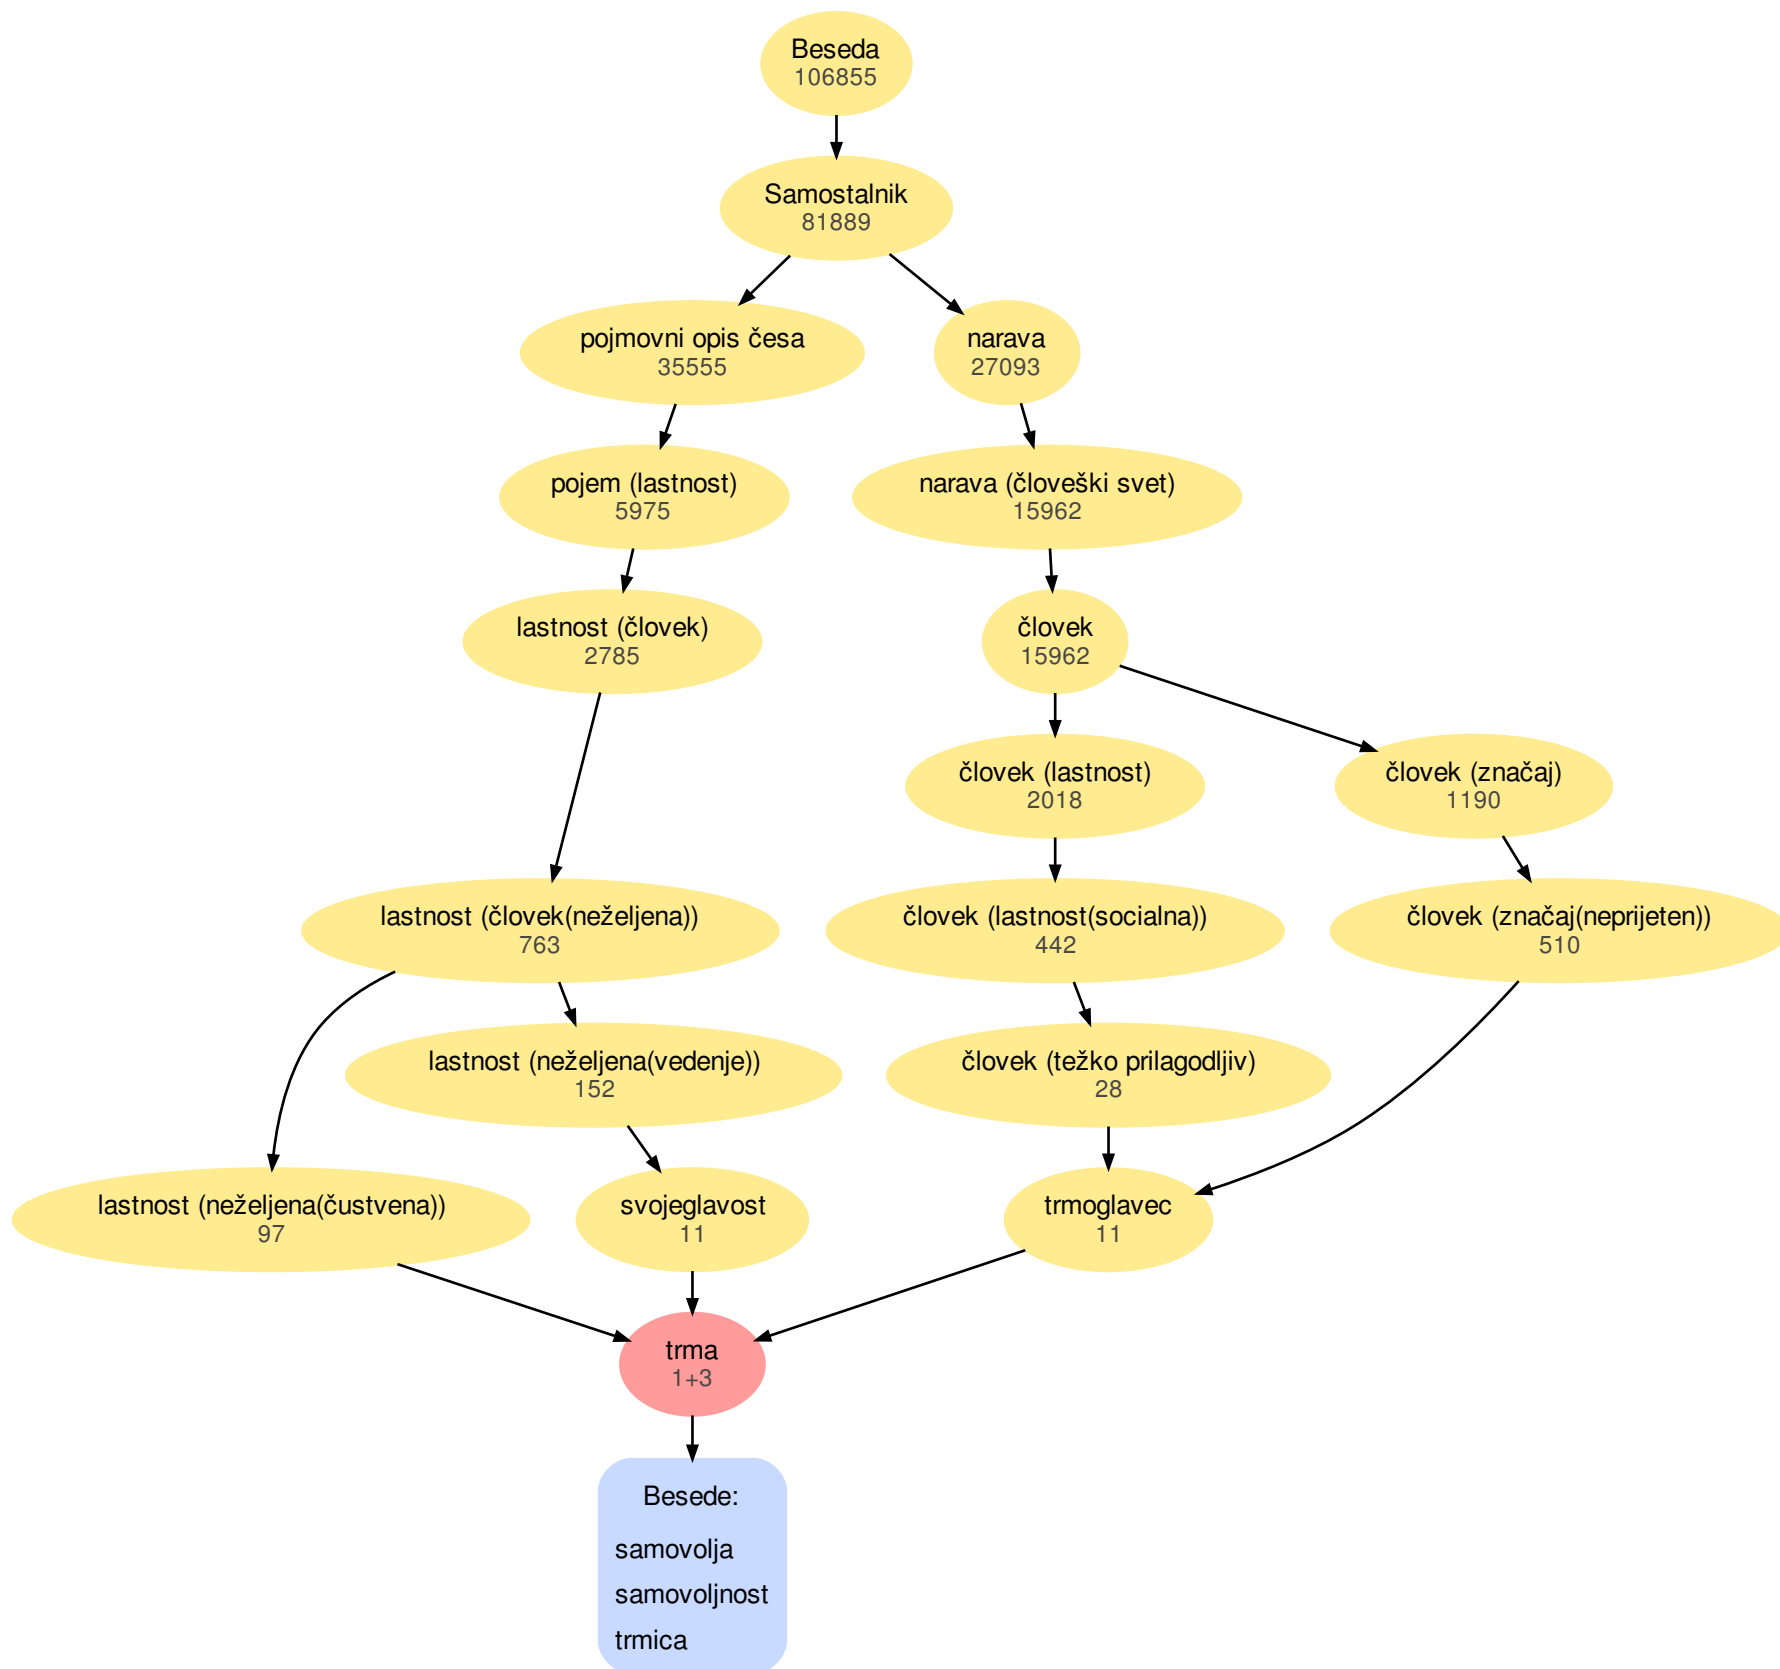 Beseda
106855
Samostalnik
81889
pojmovni opis česa
35555
narava
27093
pojem (lastnost)
5975
narava (človeški svet)
15962
lastnost (človek)
2785
človek
15962
človek (lastnost)
2018
človek (značaj)
1190
lastnost (človek(neželjena))
763
človek (lastnost(socialna))
442
človek (značaj(neprijeten))
510
lastnost (neželjena(vedenje))
152
človek (težko prilagodljiv)
28
lastnost (neželjena(čustvena))
97
svojeglavost
11
trmoglavec
11
trma
1+3
Besede:
samovolja
samovoljnost
trmica